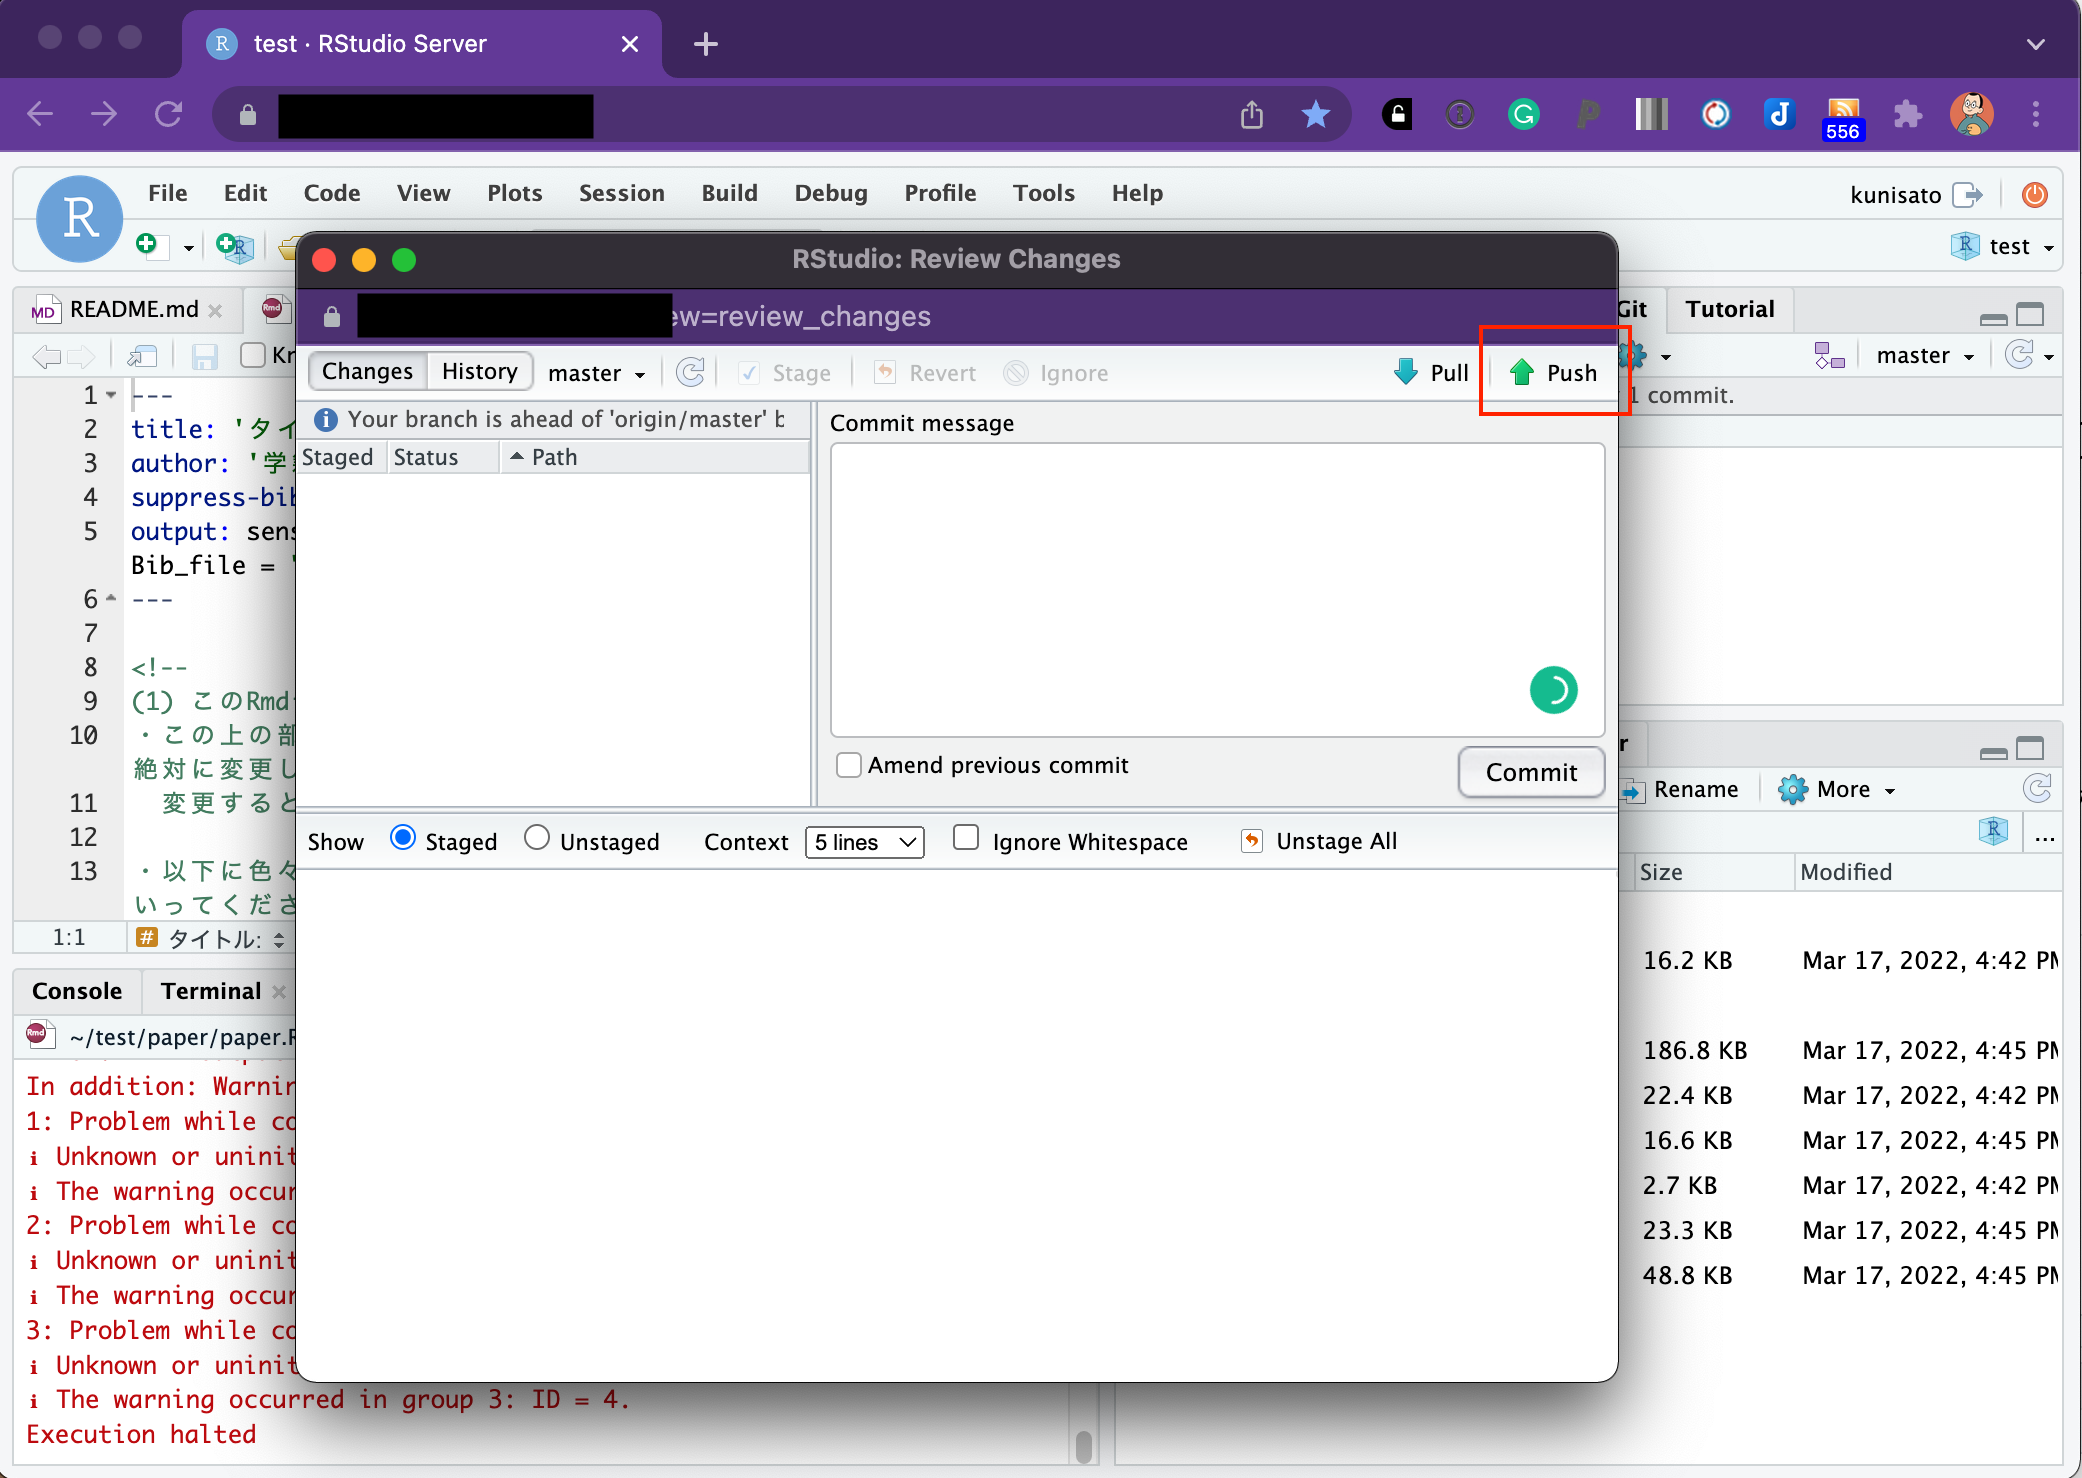 test · RStudio Server
556
File Edit Code View Plots Session Build Debug Profile Tools Help
kunisato
test
RStudio: Review Changes
ew=review_changes
README.md
Git Tutorial
Changes History master Stage Revert Ignore Pull Push
master
1 commit.
Your branch is ahead of 'origin/master' b
Staged Status Path
Commit message
Amend previous commit
Commit
Show Staged Unstaged Context 5 lines Ignore Whitespace Unstage All
1 ---
2 title: 'タイ
3 author: '学
4 suppress-bib
5 output: sens
Bib_file = '
6 ---
7
8 <!--
9 (1) このRmd
10 ・この上の部
絶対に変更し
11 変更すると
12
13 ・以下に色々
いってくださ
1:1 # タイトル:
Console Terminal
~/test/paper/paper.R
In addition: Warnin
1: Problem while co
i Unknown or uninit
i The warning occur
2: Problem while co
i Unknown or uninit
i The warning occur
3: Problem while co
i Unknown or uninit
i The warning occurred in group 3: ID = 4.
Execution halted
Rename More
...
Size Modified
16.2 KB Mar 17, 2022, 4:42 PM
186.8 KB Mar 17, 2022, 4:45 PM
22.4 KB Mar 17, 2022, 4:42 PM
16.6 KB Mar 17, 2022, 4:45 PM
2.7 KB Mar 17, 2022, 4:42 PM
23.3 KB Mar 17, 2022, 4:45 PM
48.8 KB Mar 17, 2022, 4:45 PM